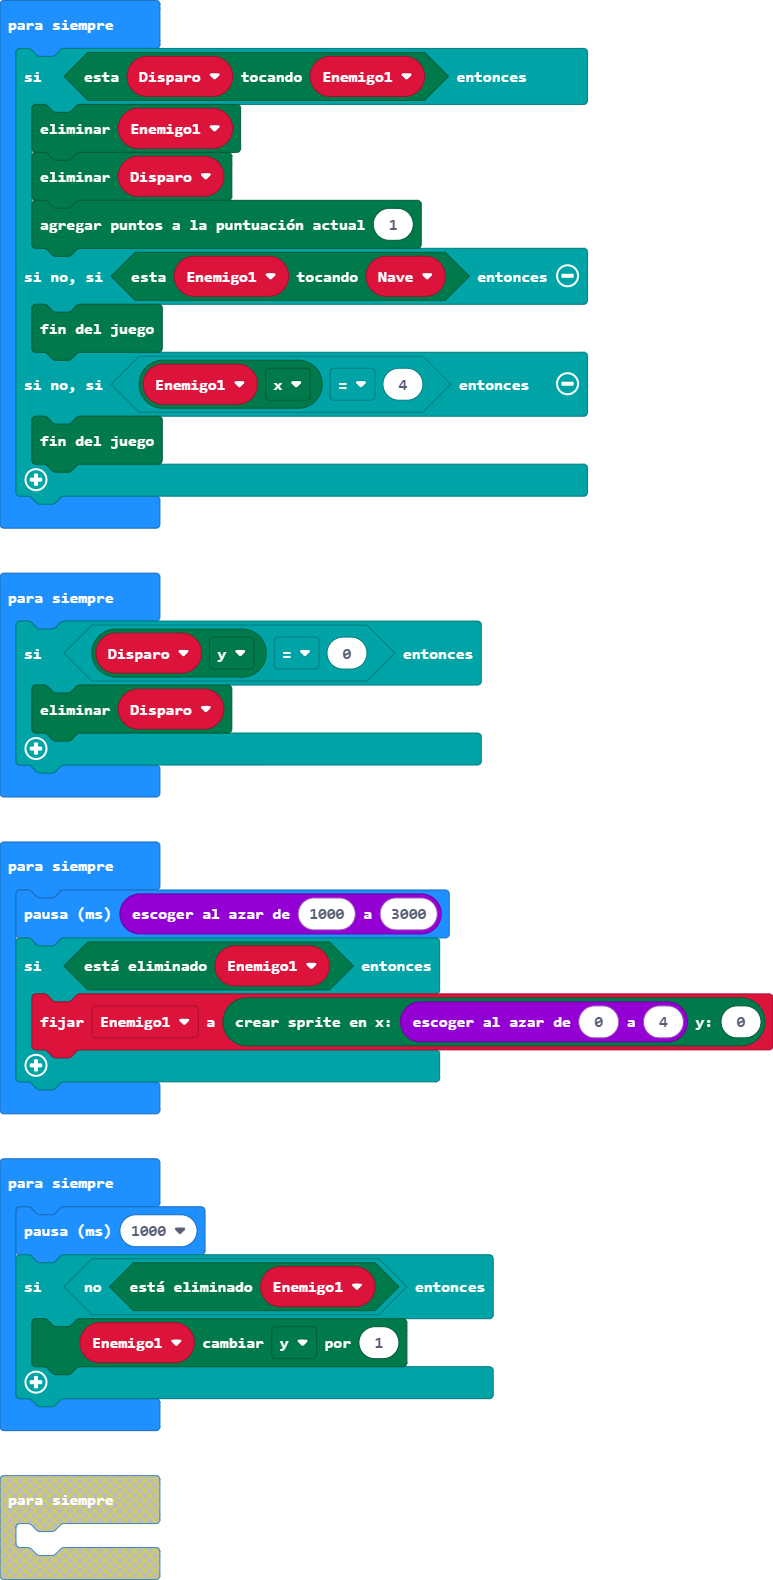 para siempre
si esta Disparo tocando Enemigo1 entonces
eliminar Enemigo1
eliminar Disparo
agregar puntos a la puntuación actual 1
si no, si esta Enemigo1 tocando Nave entonces
fin del juego
si no, si Enemigo1 x = 4 entonces
fin del juego
para siempre
si Disparo y = 0 entonces
eliminar Disparo
para siempre
pausa (ms) escoger al azar de 1000 a 3000
si está eliminado Enemigo1 entonces
fijar Enemigo1 a crear sprite en x: escoger al azar de 0 a 4 y: 0
para siempre
pausa (ms) 1000
si no está eliminado Enemigo1 entonces
Enemigo1 cambiar y por 1
para siempre